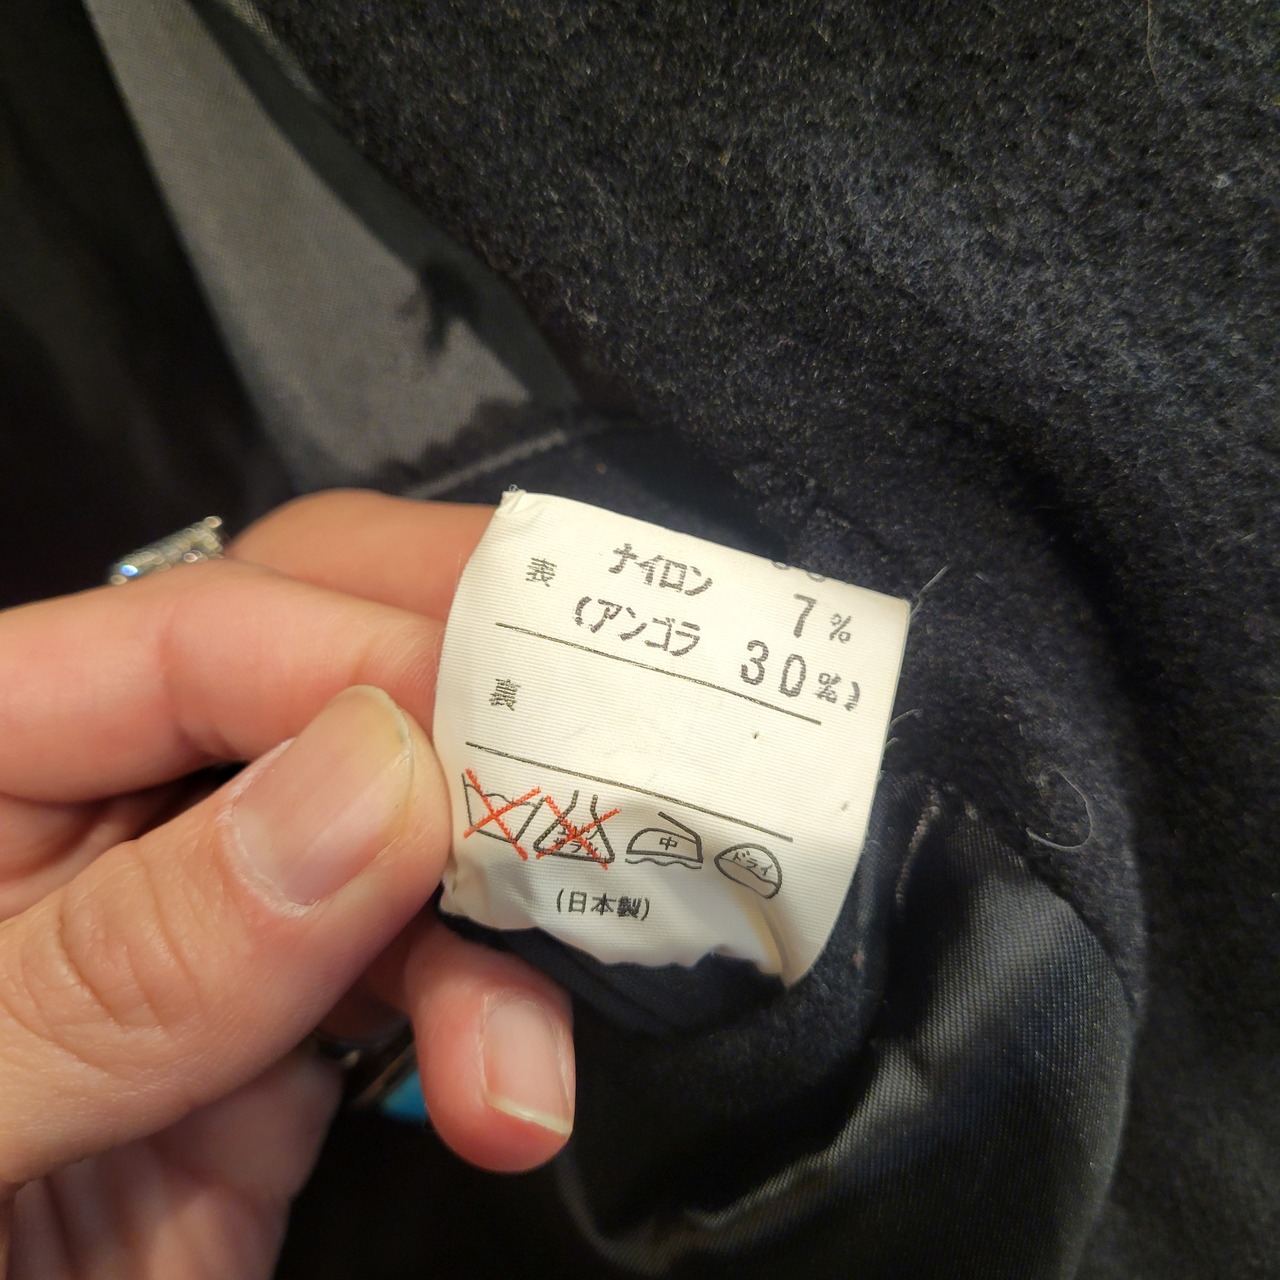 表 ナイロン 7%
(アンゴラ 30%)
裏
中 ドライ
(日本製)